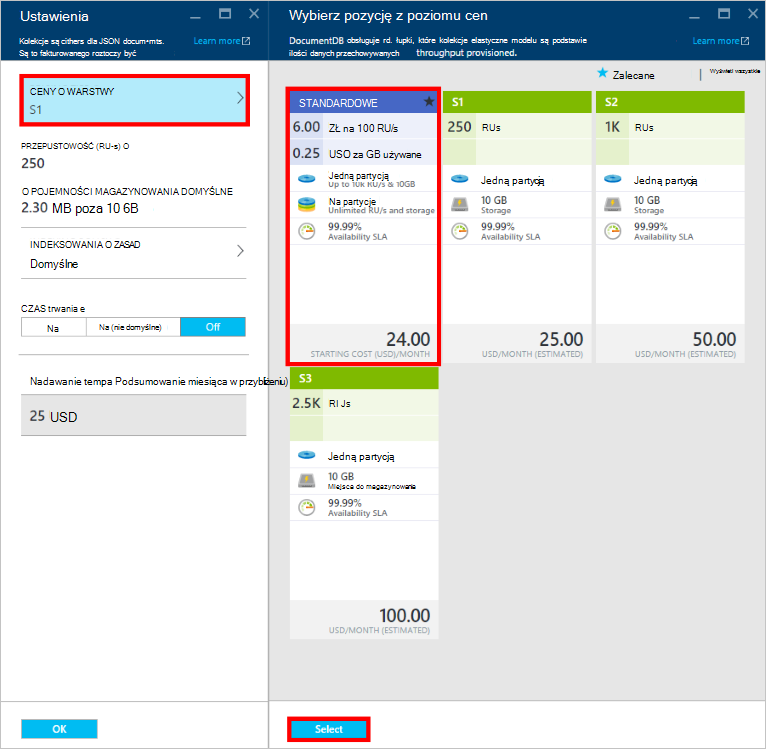 Ustawienia
Kolekcje są cithers dla JSON docum•mts.
Są to fakturowanego roztoczy być
Learn more
CENY O WARSTWY
S1
PRZEPUSTOWOŚĆ (RU-s) O
250
O POJEMNOŚCI MAGAZYNOWANIA DOMYŚLNE
2.30 MB poza 10 6B
INDEKSOWANIA O ZASAD
Domyślne
CZAS trwania e
Na
Na (nie domyślne)
Off
Nadawanie tempa Podsumowanie miesiąca w przybliżeniu)
25 USD
OK
Wybierz pozycję z poziomu cen
DocumentDB obsługuje rd. łupki, które kolekcje elastyczne modelu są podstawie
ilości danych przechowywanych throughput provisioned.
Learn more
Zalecane
Wyświetl wszystkie
STANDARDOWE
6.00 ZŁ na 100 RU/s
0.25 USO za GB używane
Jedną partycją
Up to 10k RU/s & 10GB
Na partycje
Unlimited RU/s and storage
99.99%
Availability SLA
24.00
STARTING COST (USD)/MONTH
S1
250 RUs
Jedną partycją
10 GB
Storage
99.99%
Availability SLA
25.00
USD/MONTH (ESTIMATED)
S2
1K RUs
Jedną partycją
10 GB
Storage
99.99%
Availability SLA
50.00
USD/MONTH (ESTIMATED)
S3
2.5K RI Js
Jedną partycją
10 GB
Miejsca do magazynowania
99.99%
Availability SLA
100.00
USD/MONTH (ESTIMATED)
Select